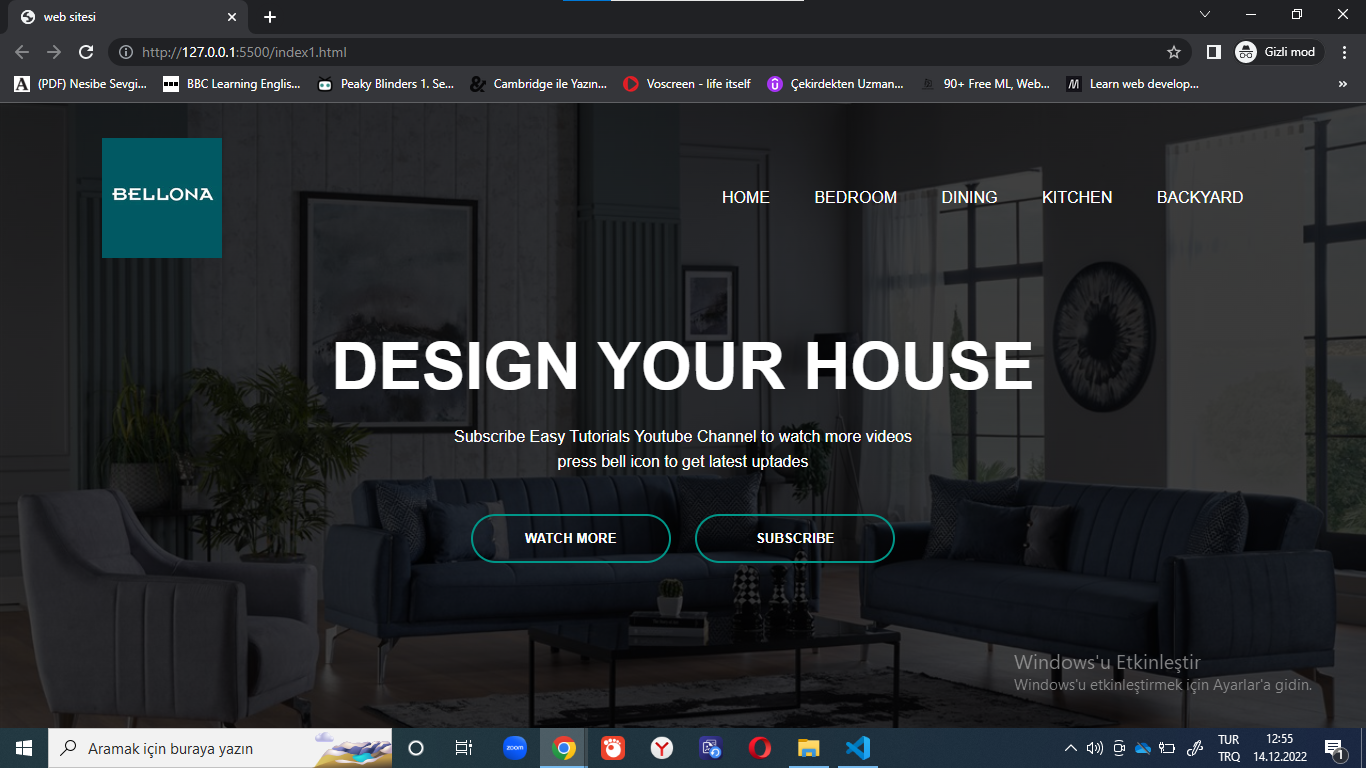 web sitesi
http://127.0.0.1:5500/index1.html
Gizli mod
(PDF) Nesibe Sevgi...
BBC Learning Englis...
Peaky Blinders 1. Se...
Cambridge ile Yazın...
Voscreen - life itself
Çekirdekten Uzman...
90+ Free ML, Web...
Learn web develop...
BELLONA
HOME
BEDROOM
DINING
KITCHEN
BACKYARD
DESIGN YOUR HOUSE
Subscribe Easy Tutorials Youtube Channel to watch more videos
press bell icon to get latest uptades
WATCH MORE
SUBSCRIBE
Windows'u Etkinleştir
Windows'u etkinleştirmek için Ayarlar'a gidin.
Aramak için buraya yazın
zoom
TUR
TRQ
12:55
14.12.2022
1